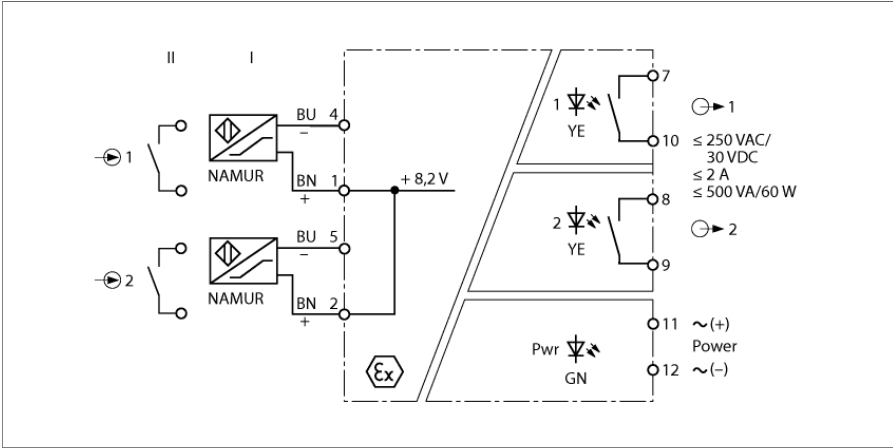 II I
BU 4
–
1
NAMUR
BN 1
+
+ 8,2 V
BU 5
–
2
NAMUR
BN 2
+
Ex
1
YE
7
10
1
≤ 250 VAC/
30 VDC
≤ 2 A
≤ 500 VA/60 W
2
YE
8
9
2
Pwr
GN
11 ~ (+)
Power
12 ~ (–)